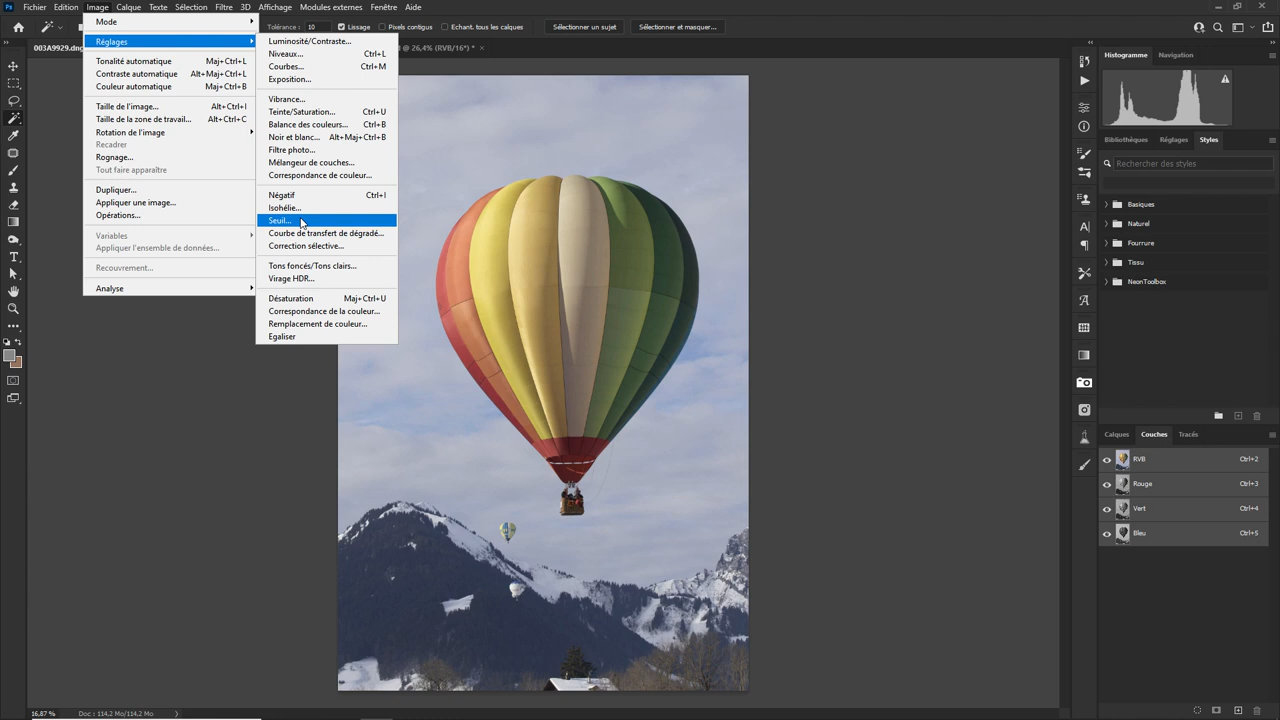 Ps Fichier Edition Image Calque Texte Sélection Filtre 3D Affichage Modules externes Fenêtre Aide
Tolérance : 10 Lissage Pixels contigus Echant. tous les calques Sélectionner un sujet Sélectionner et masquer...
003A9929.dng
d @ 26,4% (RVB/16*) * ×
Mode
Réglages
Tonalité automatique Maj+Ctrl+L
Contraste automatique Alt+Maj+Ctrl+L
Couleur automatique Maj+Ctrl+B
Taille de l'image... Alt+Ctrl+I
Taille de la zone de travail... Alt+Ctrl+C
Rotation de l'image
Recadrer
Rognage...
Tout faire apparaître
Dupliquer...
Appliquer une image...
Opérations...
Variables
Appliquer l'ensemble de données...
Recouvrement...
Analyse
Luminosité/Contraste...
Niveaux... Ctrl+L
Courbes... Ctrl+M
Exposition...
Vibrance...
Teinte/Saturation... Ctrl+U
Balance des couleurs... Ctrl+B
Noir et blanc... Alt+Maj+Ctrl+B
Filtre photo...
Mélangeur de couches...
Correspondance de couleur...
Négatif Ctrl+I
Isohélie...
Seuil...
Courbe de transfert de dégradé...
Correction sélective...
Tons foncés/Tons clairs...
Virage HDR...
Désaturation Maj+Ctrl+U
Correspondance de la couleur...
Remplacement de couleur...
Egaliser
Histogramme Navigation
Bibliothèques Réglages Styles
Rechercher des styles
Basiques
Naturel
Fourrure
Tissu
NeonToolbox
Calques Couches Tracés
RVB Ctrl+2
Rouge Ctrl+3
Vert Ctrl+4
Bleu Ctrl+5
16,87 % Doc : 114,2 Mo/114,2 Mo